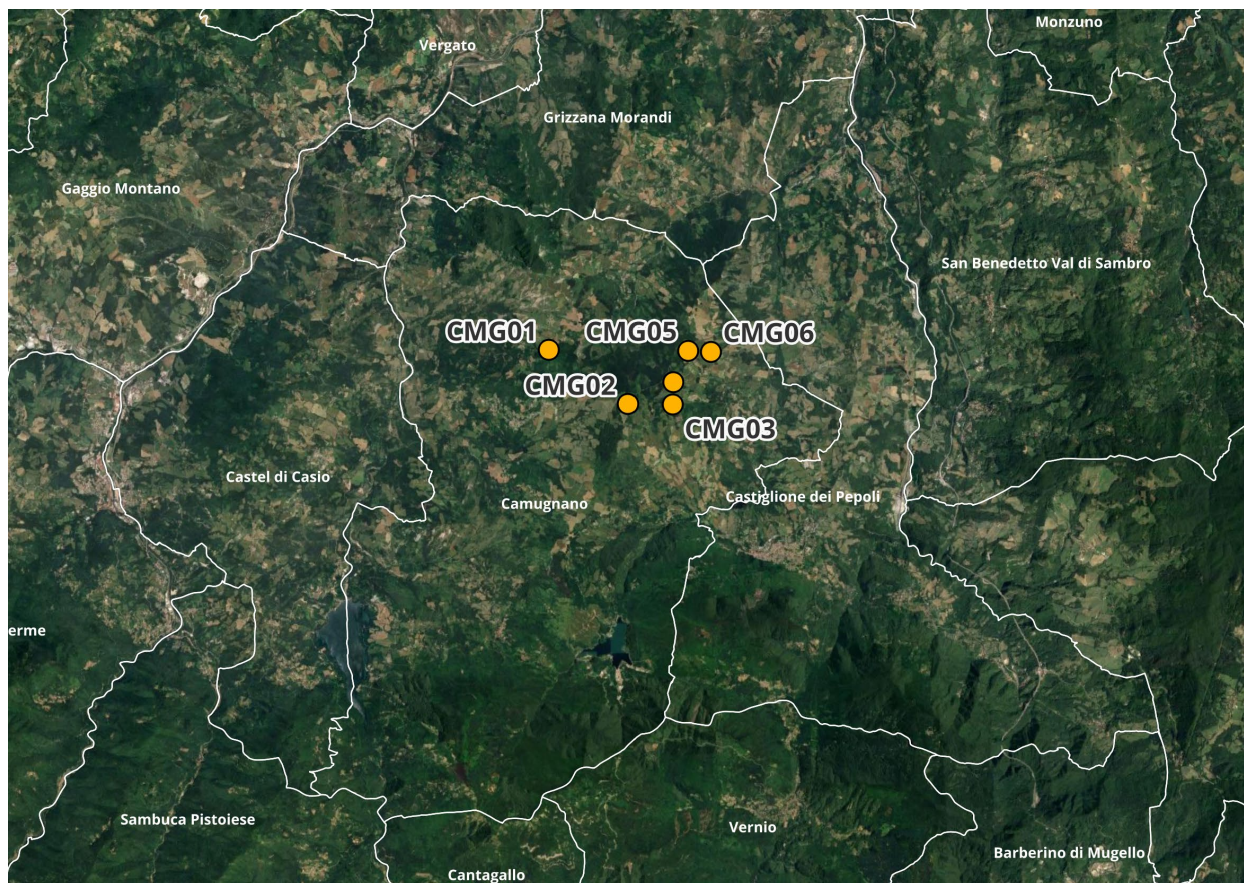 Monzuno
Vergato
Grizzana Morandi
Gaggio Montano
San Benedetto Val di Sambro
CMG01
CMG05
CMG06
CMG02
CMG03
Castel di Casio
Camugnano
Castiglione dei Pepoli
erme
Sambuca Pistoiese
Vernio
Barberino di Mugello
Cantagallo